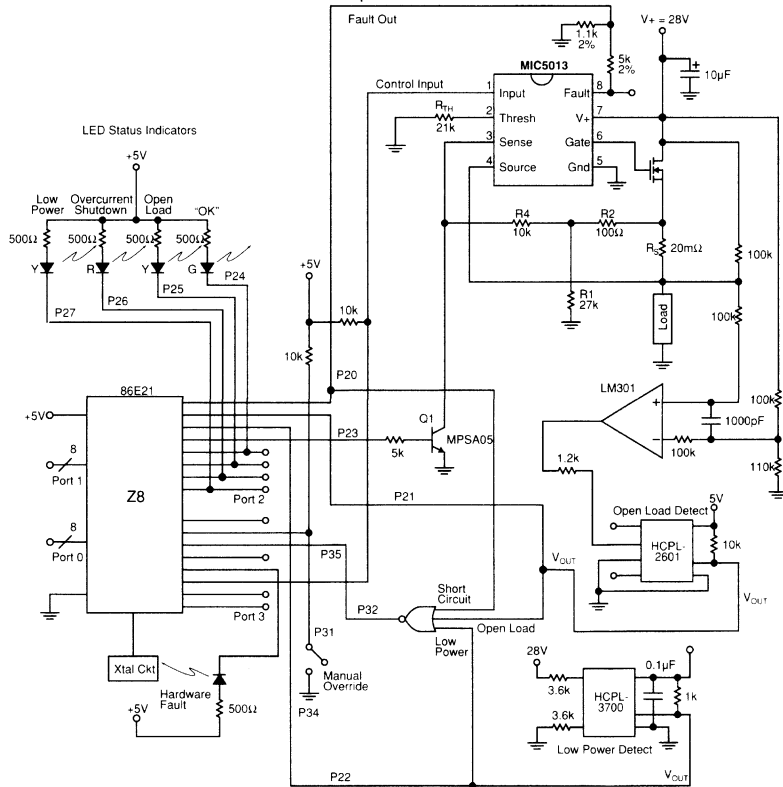 Fault Out
1.1k
2%
V+ = 28V
5k
2%
10µF
MIC5013
Control Input
1 Input
Fault 8
RTH
21k
2 Thresh
V+ 7
3 Sense
Gate 6
4 Source
Gnd 5
LED Status Indicators
+5V
Low Power
Overcurrent Shutdown
Open Load
"OK"
500Ω
500Ω
500Ω
500Ω
Y
R
Y
G
P24
P25
P26
P27
R4
10k
R2
100Ω
RS
20mΩ
100k
R1
27k
Load
100k
+5V
10k
10k
P20
LM301
+
−
100k
1000pF
100k
110k
86E21
+5V
Q1
MPSA05
P23
5k
1.2k
8
Port 1
Z8
Port 2
P21
Open Load Detect
5V
HCPL-
2601
10k
8
Port 0
P35
VOUT
VOUT
P32
Short Circuit
Open Load
Low Power
Port 3
P31
Manual Override
P34
Xtal Ckt
Hardware Fault
+5V
500Ω
28V
3.6k
HCPL-
3700
0.1µF
1k
3.6k
Low Power Detect
P22
VOUT